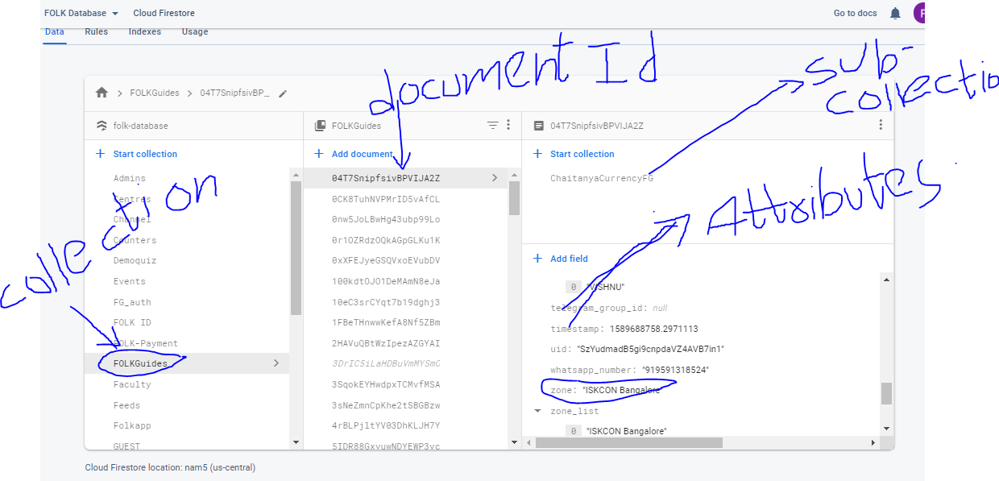 FOLK Database Cloud Firestore Go to docs
Data Rules Indexes Usage
document Id
sub-
collectio
FOLKGuides 04T7SnipfsivBP...
folk-database FOLKGuides 04T7SnipfsivBPVIJA2Z
Start collection
Admins
Centres
Channel
Counters
Demoquiz
Events
FG_auth
FOLK ID
FOLK-Payment
FOLKGuides
Faculty
Feeds
Folkapp
GUEST
collection
Add document
04T7SnipfsivBPVIJA2Z
0CK8TuhNVPMrID5vAfCL
0nw5JoLBwHg43ubp99Lo
0r1OZRdzOQkAGpGLKu1K
0xXFEJyeGSQVxoEVubDV
100kdtOJO1DeMAmN8eJa
10eC3srCYqt7b19dghj3
1FBeTHnwwKefA8Nf5ZBm
2HAVuQBtWzIpezAZGYAI
3DrIC5iLaHDBuVmMYSmC
3SqokEYHwdpxTCMvfMSA
3sNeZmnCpKhe2tSBGBzw
4rBLPjltYV03DhKLJH7Y
5IDR88GxvuwNDYEWP3vc
Start collection
ChaitanyaCurrencyFG
Attributes
Add field
0 "VISHNU"
telegram_group_id: null
timestamp: 1589688758.2971113
uid: "SzYudmadB5gi9cnpdaVZ4AVB7in1"
whatsapp_number: "919591318524"
zone: "ISKCON Bangalore"
zone_list
0 "ISKCON Bangalore"
Cloud Firestore location: nam5 (us-central)